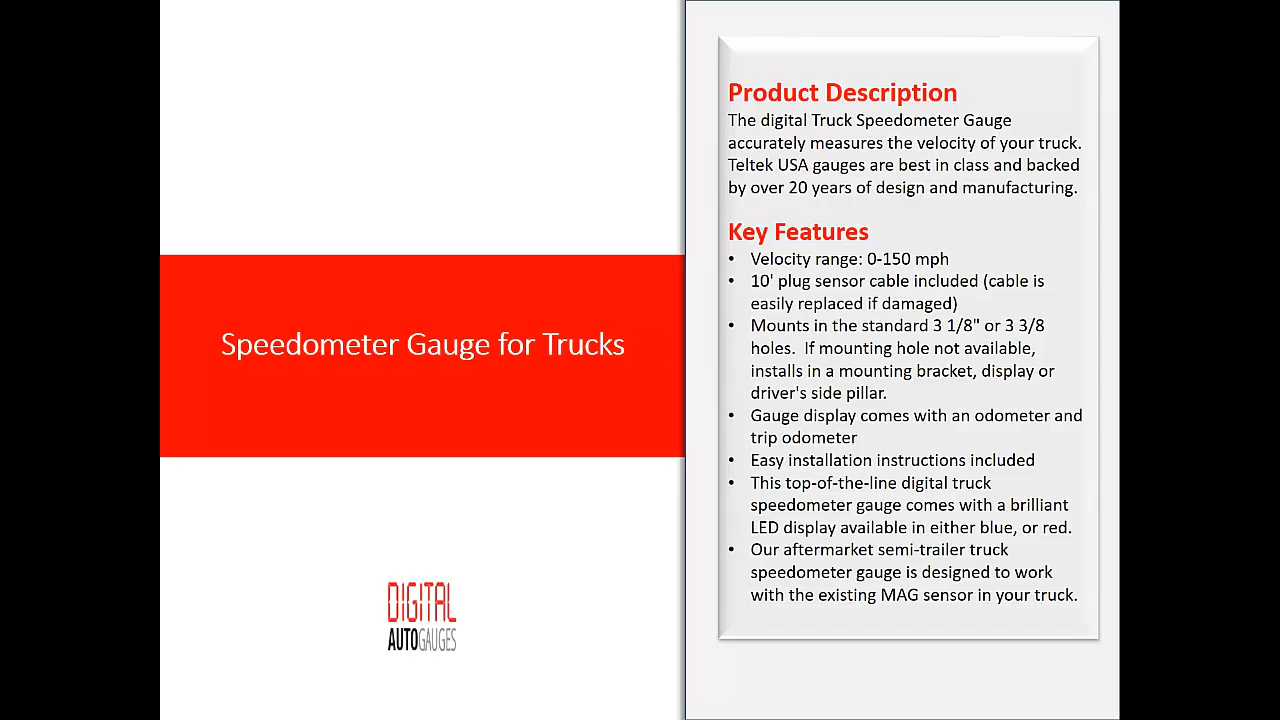 Speedometer Gauge for Trucks
DIGITAL
AUTOGAUGES
Product Description
The digital Truck Speedometer Gauge
accurately measures the velocity of your truck.
Teltek USA gauges are best in class and backed
by over 20 years of design and manufacturing.
Key Features
• Velocity range: 0-150 mph
• 10' plug sensor cable included (cable is
easily replaced if damaged)
• Mounts in the standard 3 1/8" or 3 3/8
holes.  If mounting hole not available,
installs in a mounting bracket, display or
driver's side pillar.
• Gauge display comes with an odometer and
trip odometer
• Easy installation instructions included
• This top-of-the-line digital truck
speedometer gauge comes with a brilliant
LED display available in either blue, or red.
• Our aftermarket semi-trailer truck
speedometer gauge is designed to work
with the existing MAG sensor in your truck.